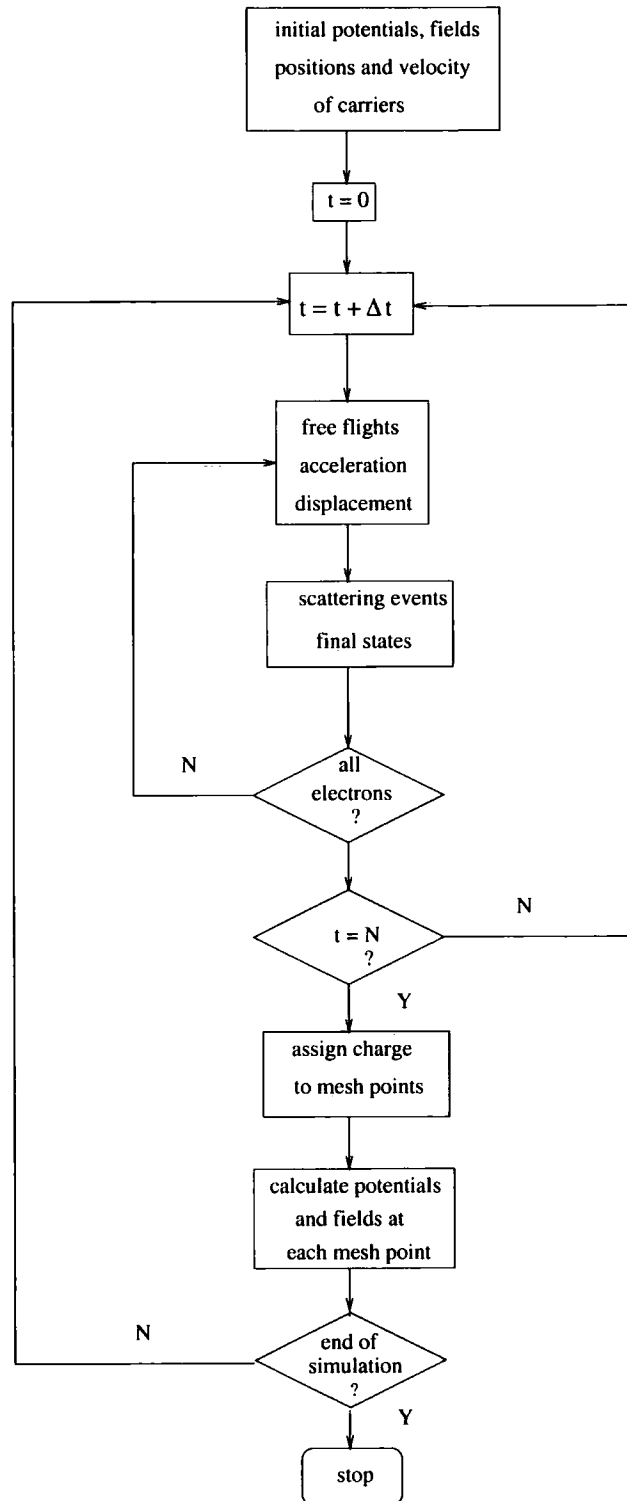 initial potentials, fields
positions and velocity
of carriers
t = 0
t = t + Δ t
free flights
acceleration
displacement
scattering events
final states
all
electrons
?
N
t = N
?
N
Y
assign charge
to mesh points
calculate potentials
and fields at
each mesh point
end of
simulation
?
N
Y
stop